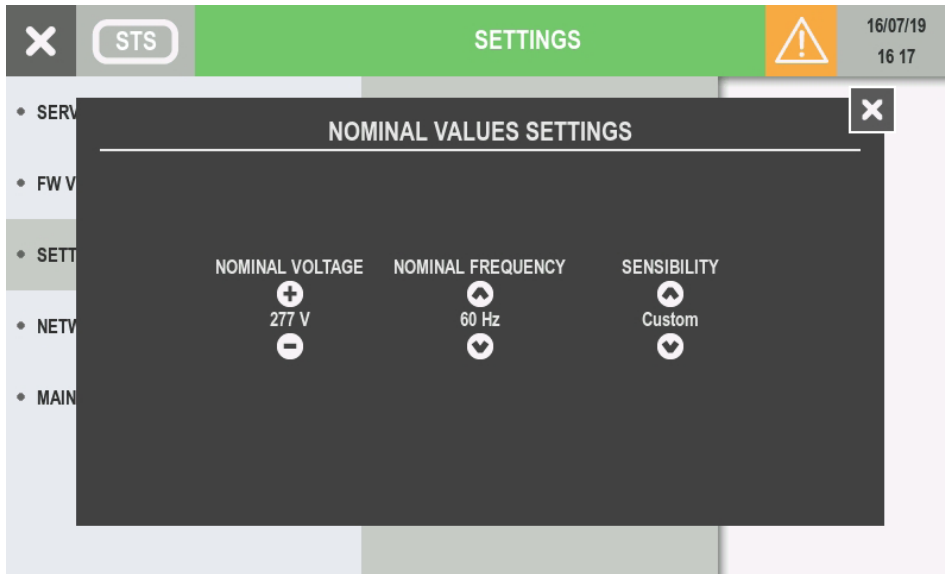 STS
SETTINGS
16/07/19
16 17
NOMINAL VALUES SETTINGS
FW
NOMINAL VOLTAGE NOMINAL FREQUENCY SENSIBILITY
277 V 60 Hz Custom